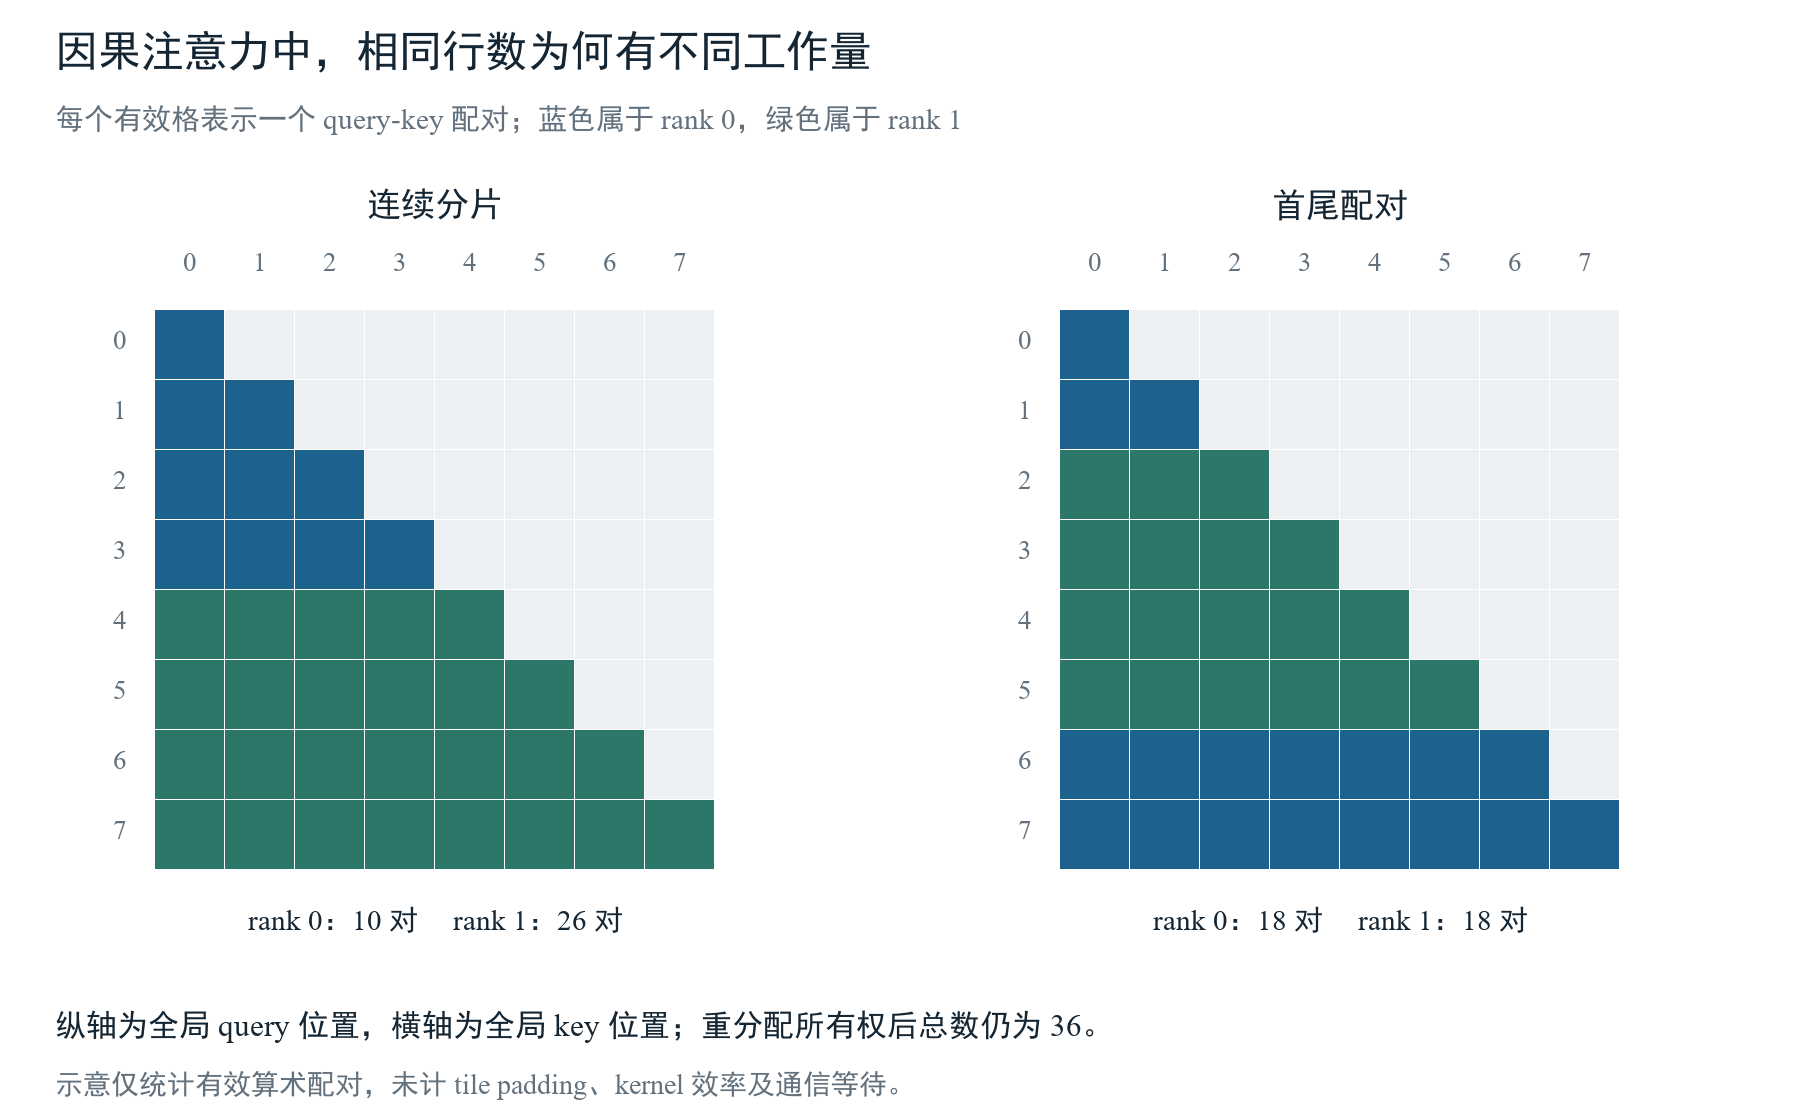 因果注意力中，相同行数为何有不同工作量
每个有效格表示一个 query-key 配对；蓝色属于 rank 0，绿色属于 rank 1
连续分片
0 1 2 3 4 5 6 7
0
1
2
3
4
5
6
7
rank 0：10 对 rank 1：26 对
首尾配对
0 1 2 3 4 5 6 7
0
1
2
3
4
5
6
7
rank 0：18 对 rank 1：18 对
纵轴为全局 query 位置，横轴为全局 key 位置；重分配所有权后总数仍为 36。
示意仅统计有效算术配对，未计 tile padding、kernel 效率及通信等待。